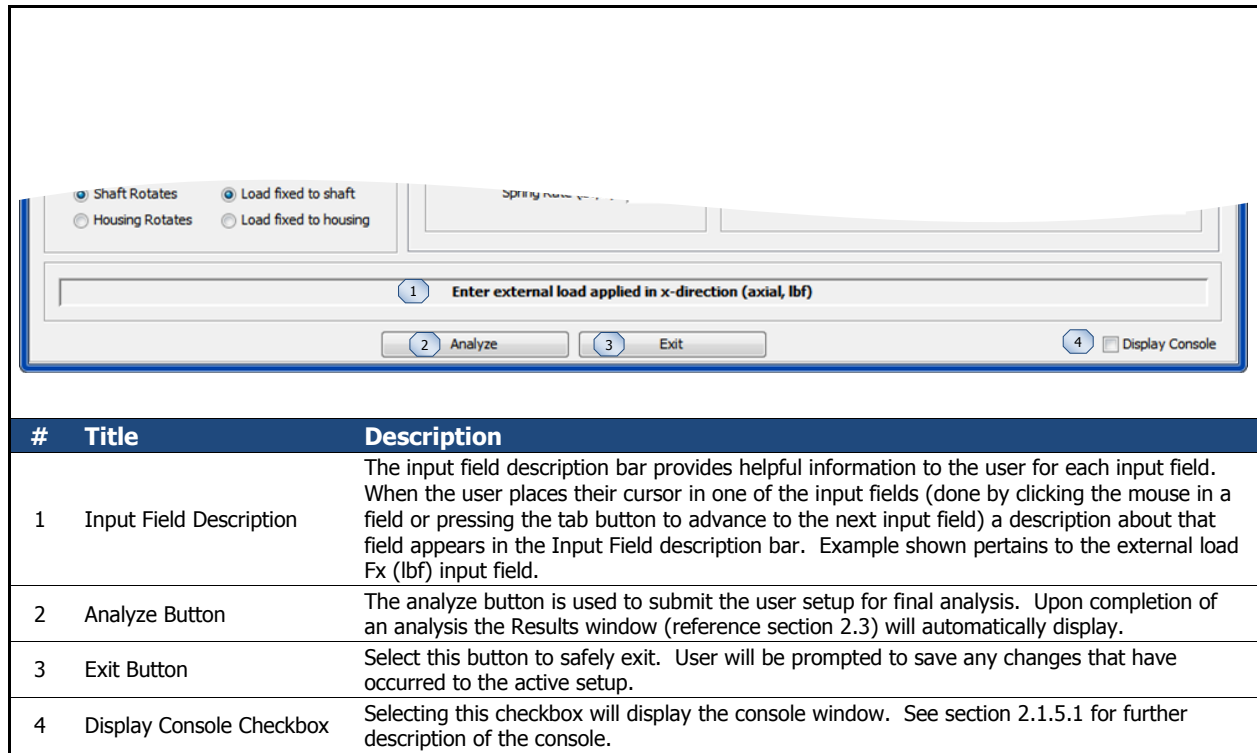 Shaft Rotates Load fixed to shaft Spring Rate
Housing Rotates Load fixed to housing
1 Enter external load applied in x-direction (axial, lbf)
2 Analyze 3 Exit 4 Display Console
# Title Description
1 Input Field Description The input field description bar provides helpful information to the user for each input field.
When the user places their cursor in one of the input fields (done by clicking the mouse in a
field or pressing the tab button to advance to the next input field) a description about that
field appears in the Input Field description bar. Example shown pertains to the external load
Fx (lbf) input field.
2 Analyze Button The analyze button is used to submit the user setup for final analysis. Upon completion of
an analysis the Results window (reference section 2.3) will automatically display.
3 Exit Button Select this button to safely exit. User will be prompted to save any changes that have
occurred to the active setup.
4 Display Console Checkbox Selecting this checkbox will display the console window. See section 2.1.5.1 for further
description of the console.